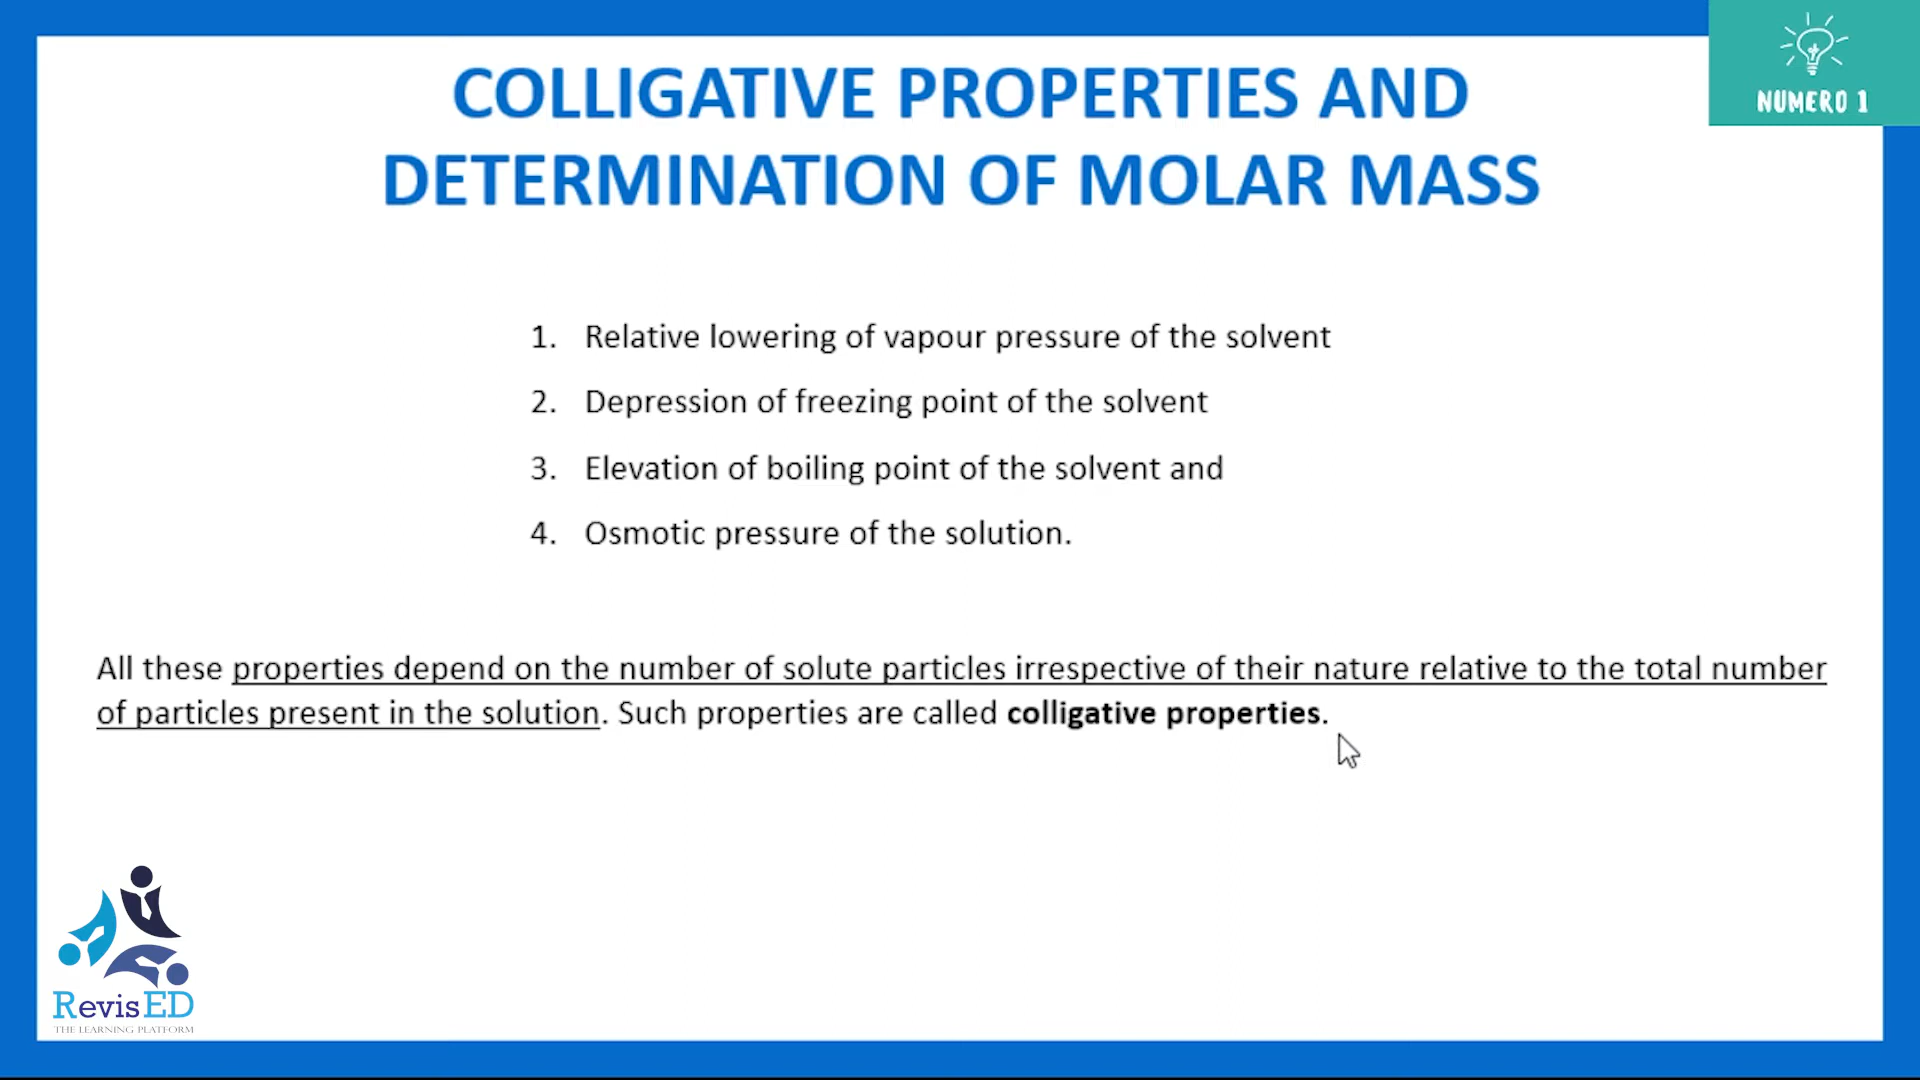 NUMERO 1
COLLIGATIVE PROPERTIES AND
DETERMINATION OF MOLAR MASS
1. Relative lowering of vapour pressure of the solvent
2. Depression of freezing point of the solvent
3. Elevation of boiling point of the solvent and
4. Osmotic pressure of the solution.
All these properties depend on the number of solute particles irrespective of their nature relative to the total number
of particles present in the solution. Such properties are called colligative properties.
RevisED
THE LEARNING PLATFORM